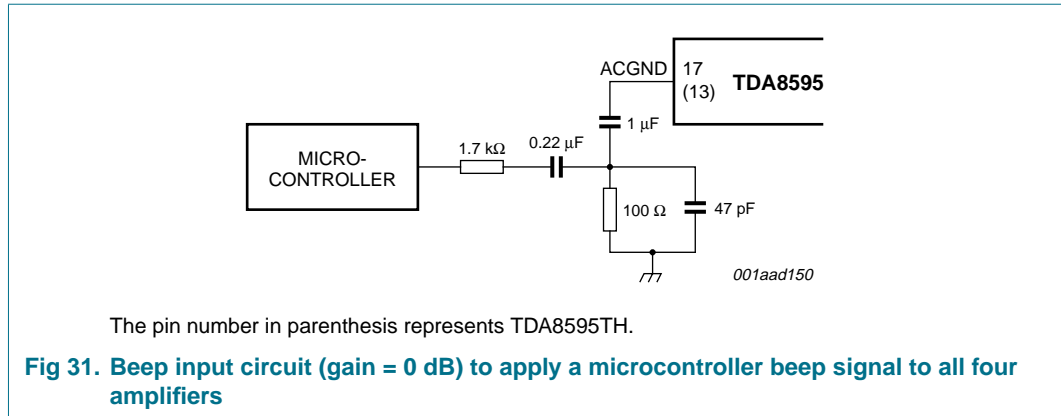 ACGND
17
(13)
TDA8595
1 μF
0.22 μF
1.7 kΩ
MICRO-
CONTROLLER
100 Ω
47 pF
001aad150
The pin number in parenthesis represents TDA8595TH.
Fig 31. Beep input circuit (gain = 0 dB) to apply a microcontroller beep signal to all four
amplifiers